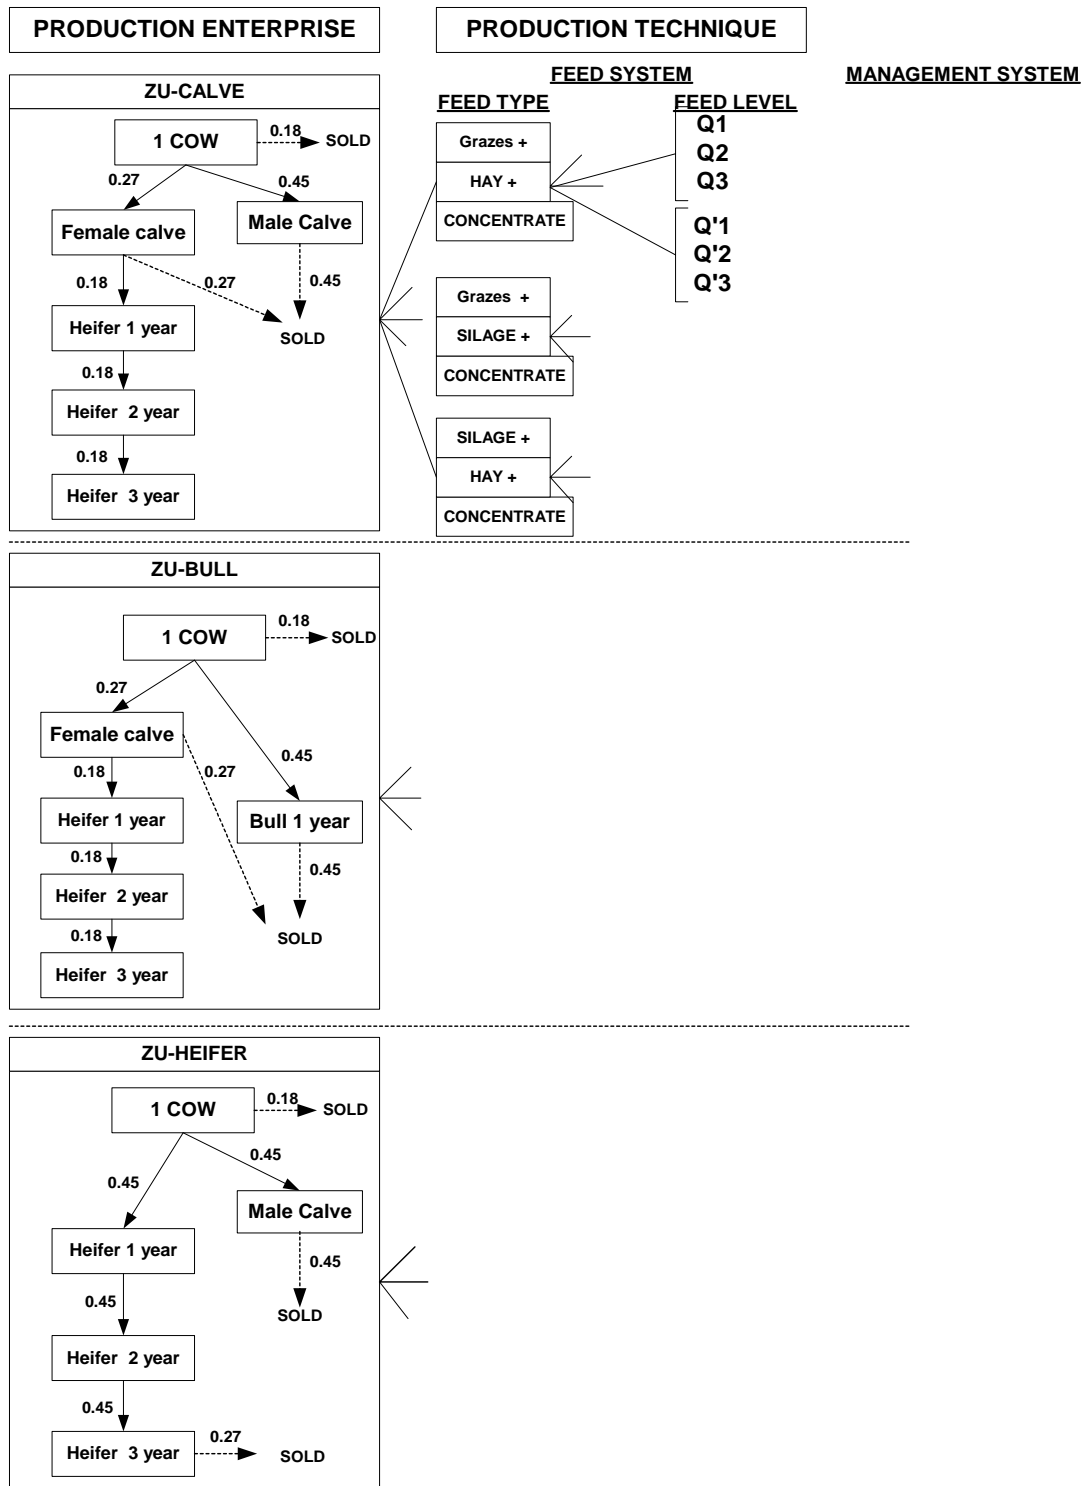 PRODUCTION ENTERPRISE
PRODUCTION TECHNIQUE
FEED SYSTEM
MANAGEMENT SYSTEM
FEED TYPE
FEED LEVEL
ZU-CALVE
1 COW
0.18
SOLD
0.27
0.45
Female calve
Male Calve
0.18
0.27
0.45
Heifer 1 year
SOLD
0.18
Heifer 2 year
0.18
Heifer 3 year
Grazes +
HAY +
CONCENTRATE
Q1
Q2
Q3
Q'1
Q'2
Q'3
Grazes +
SILAGE +
CONCENTRATE
SILAGE +
HAY +
CONCENTRATE
ZU-BULL
1 COW
0.18
SOLD
0.27
0.45
Female calve
0.18
0.27
Heifer 1 year
Bull 1 year
0.18
0.45
Heifer 2 year
0.18
SOLD
Heifer 3 year
ZU-HEIFER
1 COW
0.18
SOLD
0.45
0.45
Male Calve
Heifer 1 year
0.45
0.45
SOLD
Heifer 2 year
0.45
Heifer 3 year
0.27
SOLD